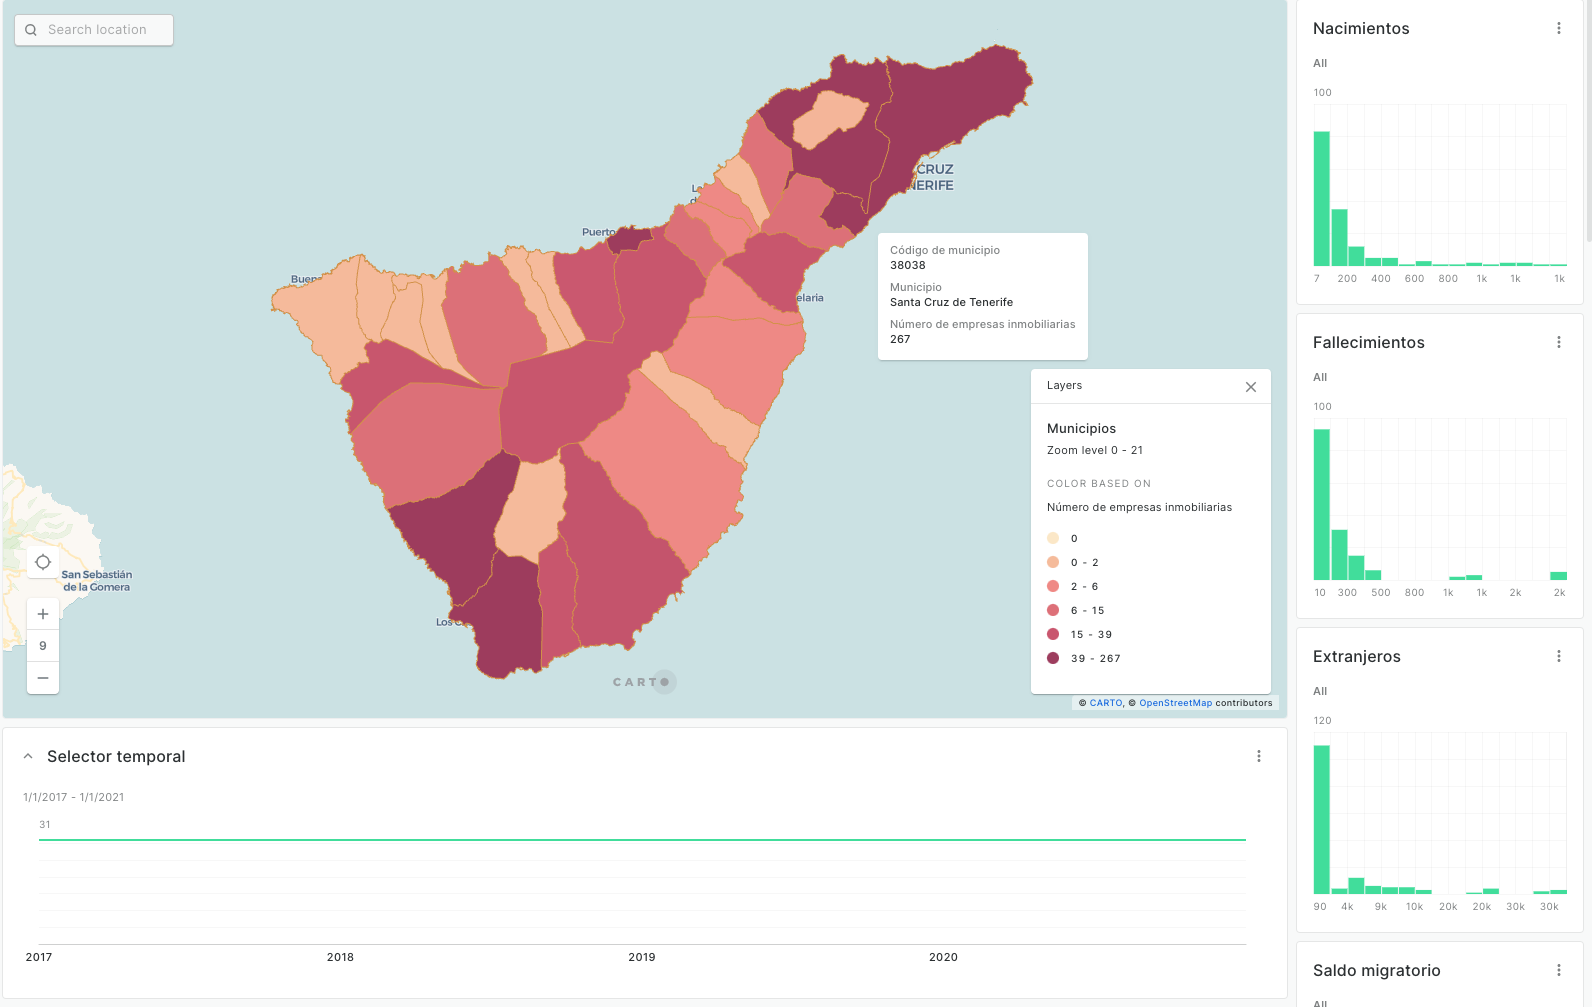 Search location
CRUZ
NERIFE
L
d
Puerto
Buen
elaria
Código de municipio
38038
Municipio
Santa Cruz de Tenerife
Número de empresas inmobiliarias
267
Layers
Municipios
Zoom level 0 - 21
COLOR BASED ON
Número de empresas inmobiliarias
0
0 - 2
2 - 6
6 - 15
15 - 39
39 - 267
San Sebastián
de la Gomera
+
9
−
Los C
CARTO
© CARTO, © OpenStreetMap contributors
Selector temporal
1/1/2017 - 1/1/2021
31
2017 2018 2019 2020
Nacimientos
All
100
7 200 400 600 800 1k 1k 1k
Fallecimientos
All
100
10 300 500 800 1k 1k 2k 2k
Extranjeros
All
120
90 4k 9k 10k 20k 20k 30k 30k
Saldo migratorio
All